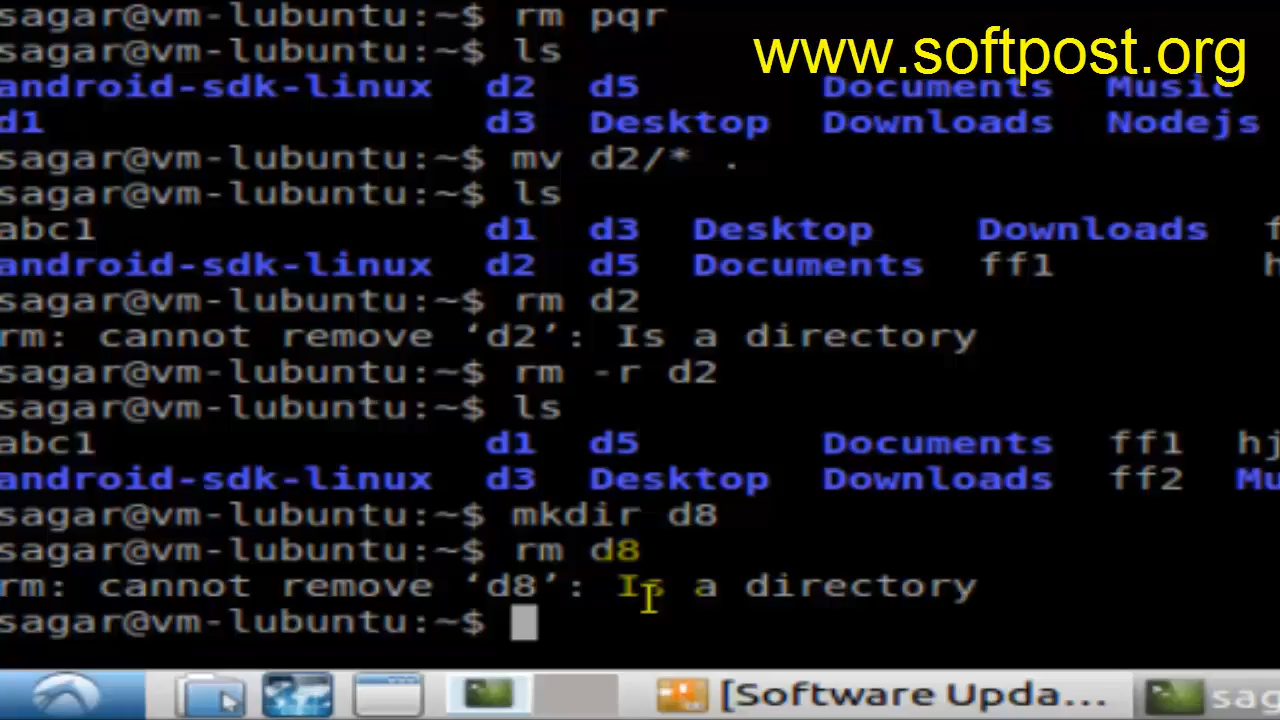 sagar@vm-lubuntu:~$ rm pqr
sagar@vm-lubuntu:~$ ls
www.softpost.org
android-sdk-linux d2 d5 Documents Music
d1 d3 Desktop Downloads Nodejs
sagar@vm-lubuntu:~$ mv d2/* .
sagar@vm-lubuntu:~$ ls
abc1 d1 d3 Desktop Downloads f
android-sdk-linux d2 d5 Documents ff1 h
sagar@vm-lubuntu:~$ rm d2
rm: cannot remove ‘d2’: Is a directory
sagar@vm-lubuntu:~$ rm -r d2
sagar@vm-lubuntu:~$ ls
abc1 d1 d5 Documents ff1 hj
android-sdk-linux d3 Desktop Downloads ff2 Mu
sagar@vm-lubuntu:~$ mkdir d8
sagar@vm-lubuntu:~$ rm d8
rm: cannot remove ‘d8’: Is a directory
sagar@vm-lubuntu:~$
[Software Upda... sag